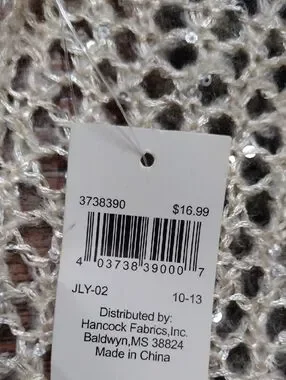 3738390 $16.99
4 03738 39000 7
JLY-02 10-13
Distributed by:
Hancock Fabrics,Inc.
Baldwyn,MS 38824
Made in China